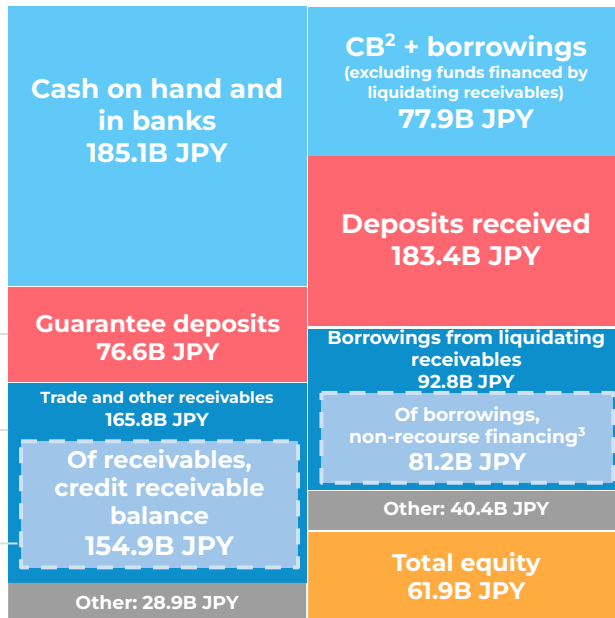 Cash on hand and
in banks
185.1B JPY
Guarantee deposits
76.6B JPY
Trade and other receivables
165.8B JPY
Of receivables,
credit receivable
balance
154.9B JPY
Other: 28.9B JPY
CB² + borrowings
(excluding funds financed by
liquidating receivables)
77.9B JPY
Deposits received
183.4B JPY
Borrowings from liquidating
receivables
92.8B JPY
Of borrowings,
non-recourse financing³
81.2B JPY
Other: 40.4B JPY
Total equity
61.9B JPY